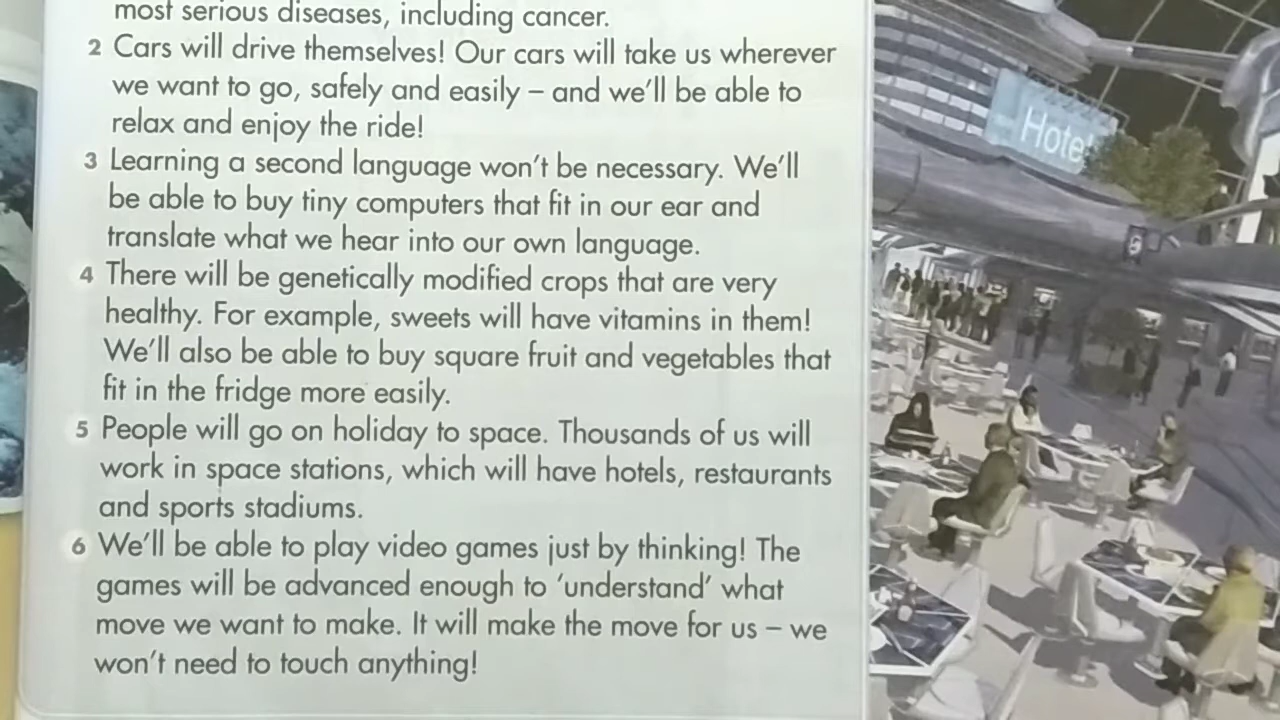 most serious diseases, including cancer.
2 Cars will drive themselves! Our cars will take us wherever
we want to go, safely and easily – and we'll be able to
relax and enjoy the ride!
3 Learning a second language won't be necessary. We'll
be able to buy tiny computers that fit in our ear and
translate what we hear into our own language.
4 There will be genetically modified crops that are very
healthy. For example, sweets will have vitamins in them!
We'll also be able to buy square fruit and vegetables that
fit in the fridge more easily.
5 People will go on holiday to space. Thousands of us will
work in space stations, which will have hotels, restaurants
and sports stadiums.
6 We'll be able to play video games just by thinking! The
games will be advanced enough to 'understand' what
move we want to make. It will make the move for us – we
won't need to touch anything!
Hotel